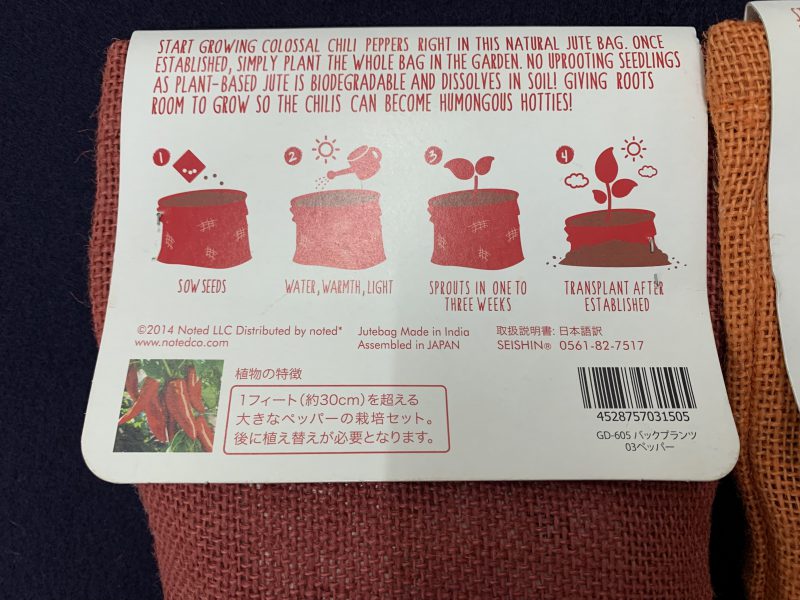 START GROWING COLOSSAL CHILI PEPPERS RIGHT IN THIS NATURAL JUTE BAG. ONCE
ESTABLISHED, SIMPLY PLANT THE WHOLE BAG IN THE GARDEN. NO UPROOTING SEEDLINGS
AS PLANT-BASED JUTE IS BIODEGRADABLE AND DISSOLVES IN SOIL! GIVING ROOTS
ROOM TO GROW SO THE CHILIS CAN BECOME HUMONGOUS HOTTIES!
1
2
3
4
SOW SEEDS
WATER, WARMTH, LIGHT
SPROUTS IN ONE TO
THREE WEEKS
TRANSPLANT AFTER
ESTABLISHED
©2014 Noted LLC Distributed by noted*
www.notedco.com
Jutebag Made in India
Assembled in JAPAN
取扱説明書: 日本語訳
SEISHIN® 0561-82-7517
植物の特徴
1フィート(約30cm)を超える
大きなペッパーの栽培セット。
後に植え替えが必要となります。
4528757031505
GD-605 バックプランツ
03ペッパー